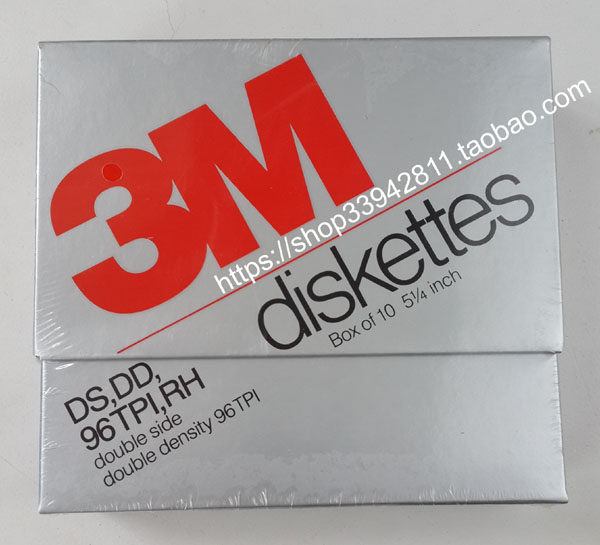 3M
https://shop33942811.taobao.com
diskettes
Box of 10 5¼ inch
DS,DD,
96TPI,RH
double side
double density 96TPI